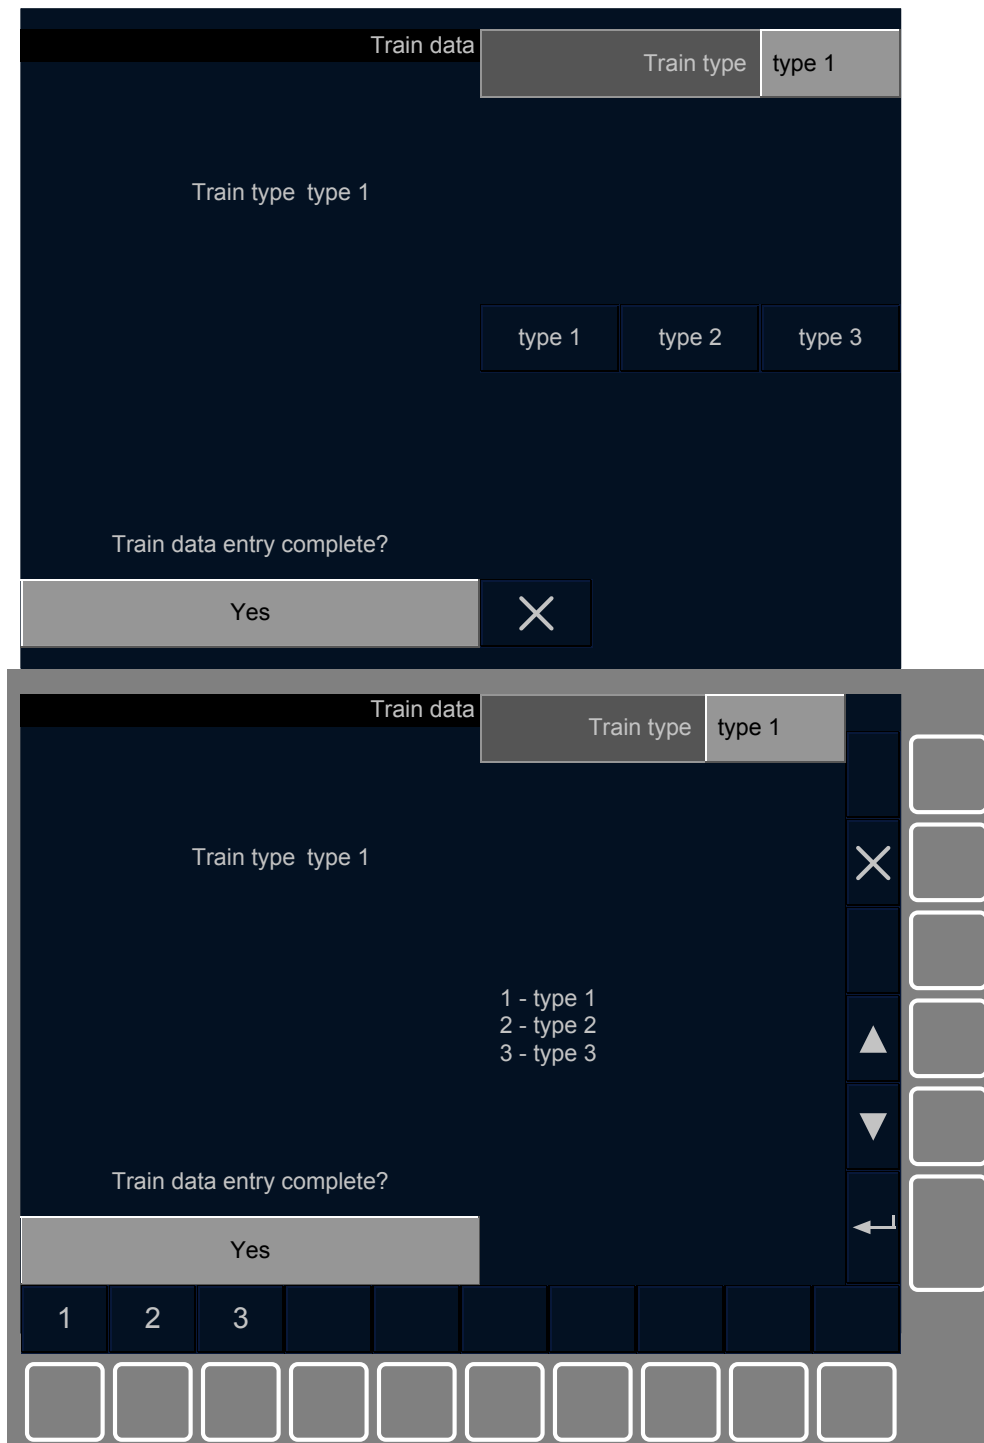 Train data
Train type type 1
Train type type 1
type 1 type 2 type 3
Train data entry complete?
Yes
Train data
Train type type 1
Train type type 1
1 - type 1
2 - type 2
3 - type 3
Train data entry complete?
Yes
1 2 3